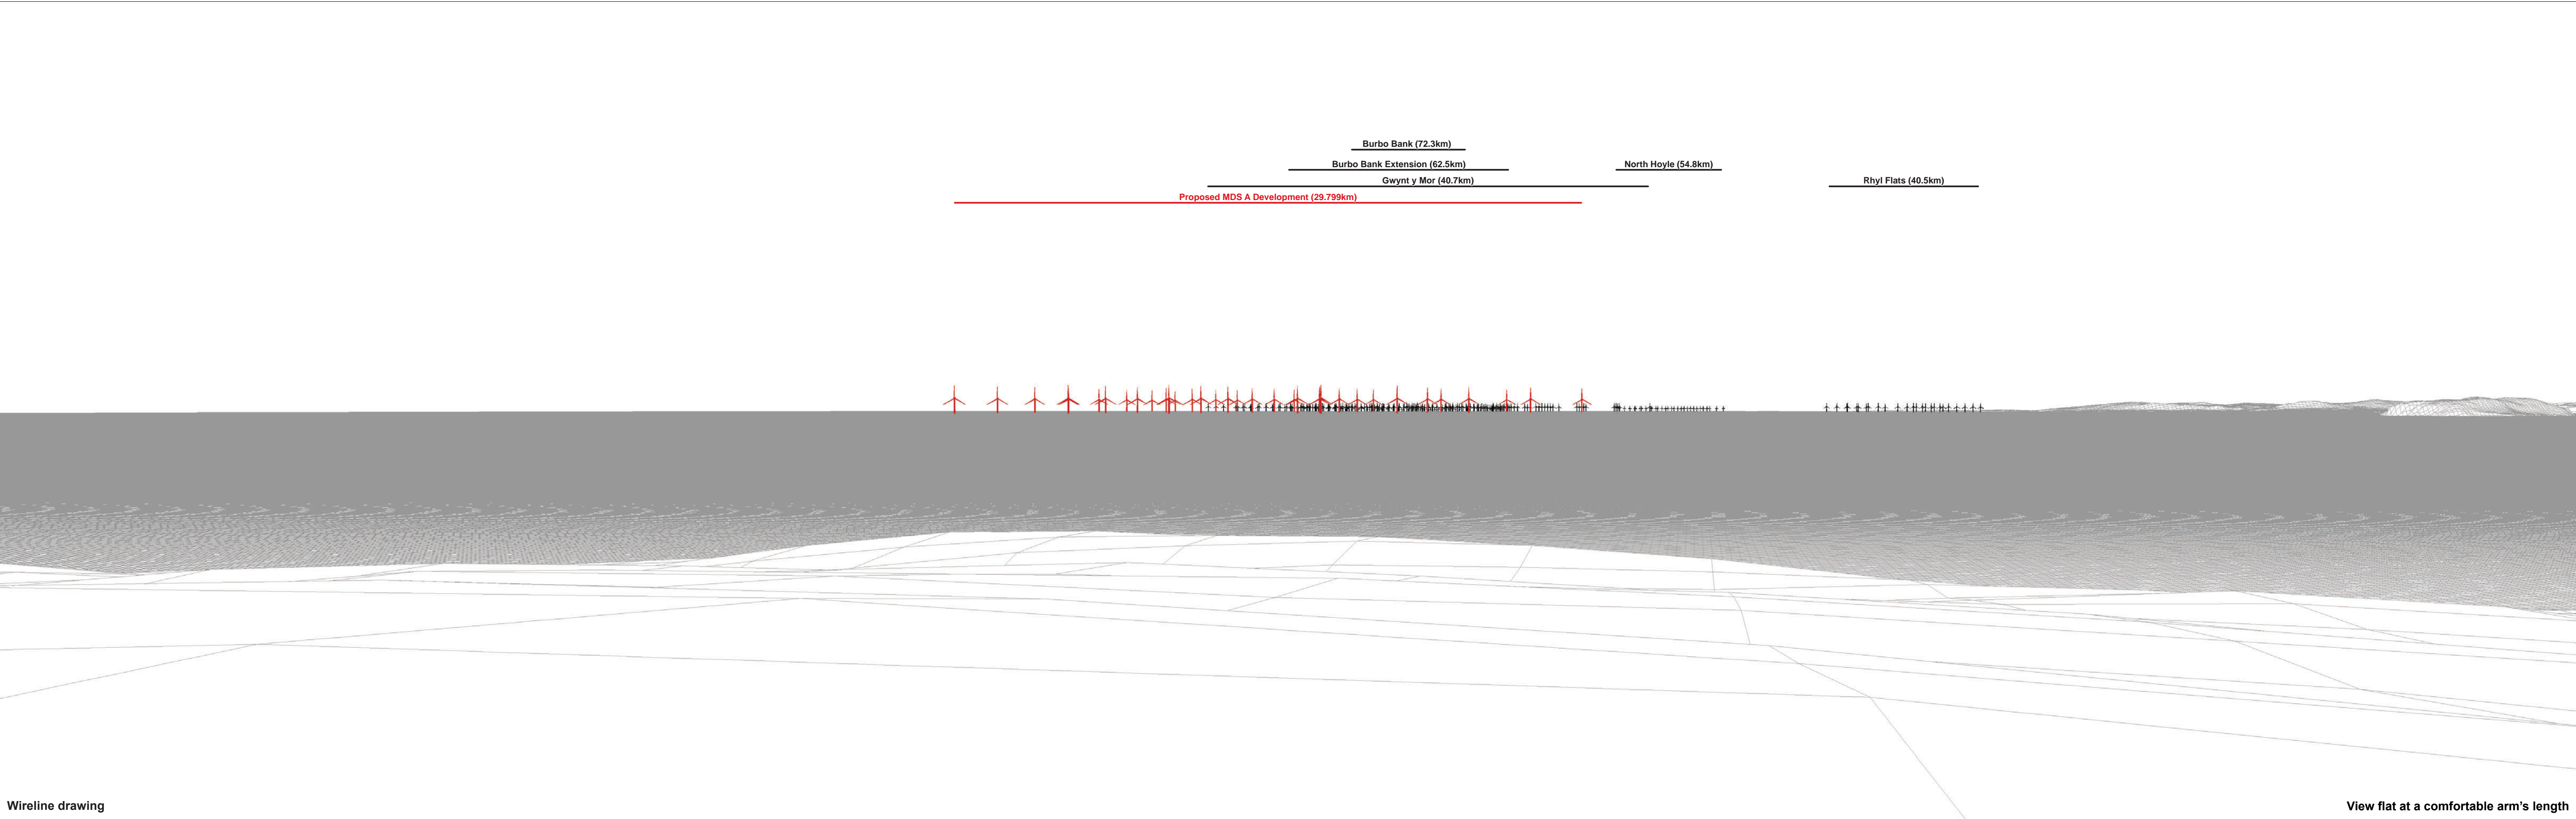 Burbo Bank (72.3km)
Burbo Bank Extension (62.5km)
North Hoyle (54.8km)
Gwynt y Mor (40.7km)
Rhyl Flats (40.5km)
Proposed MDS A Development (29.799km)
Wireline drawing
View flat at a comfortable arm's length